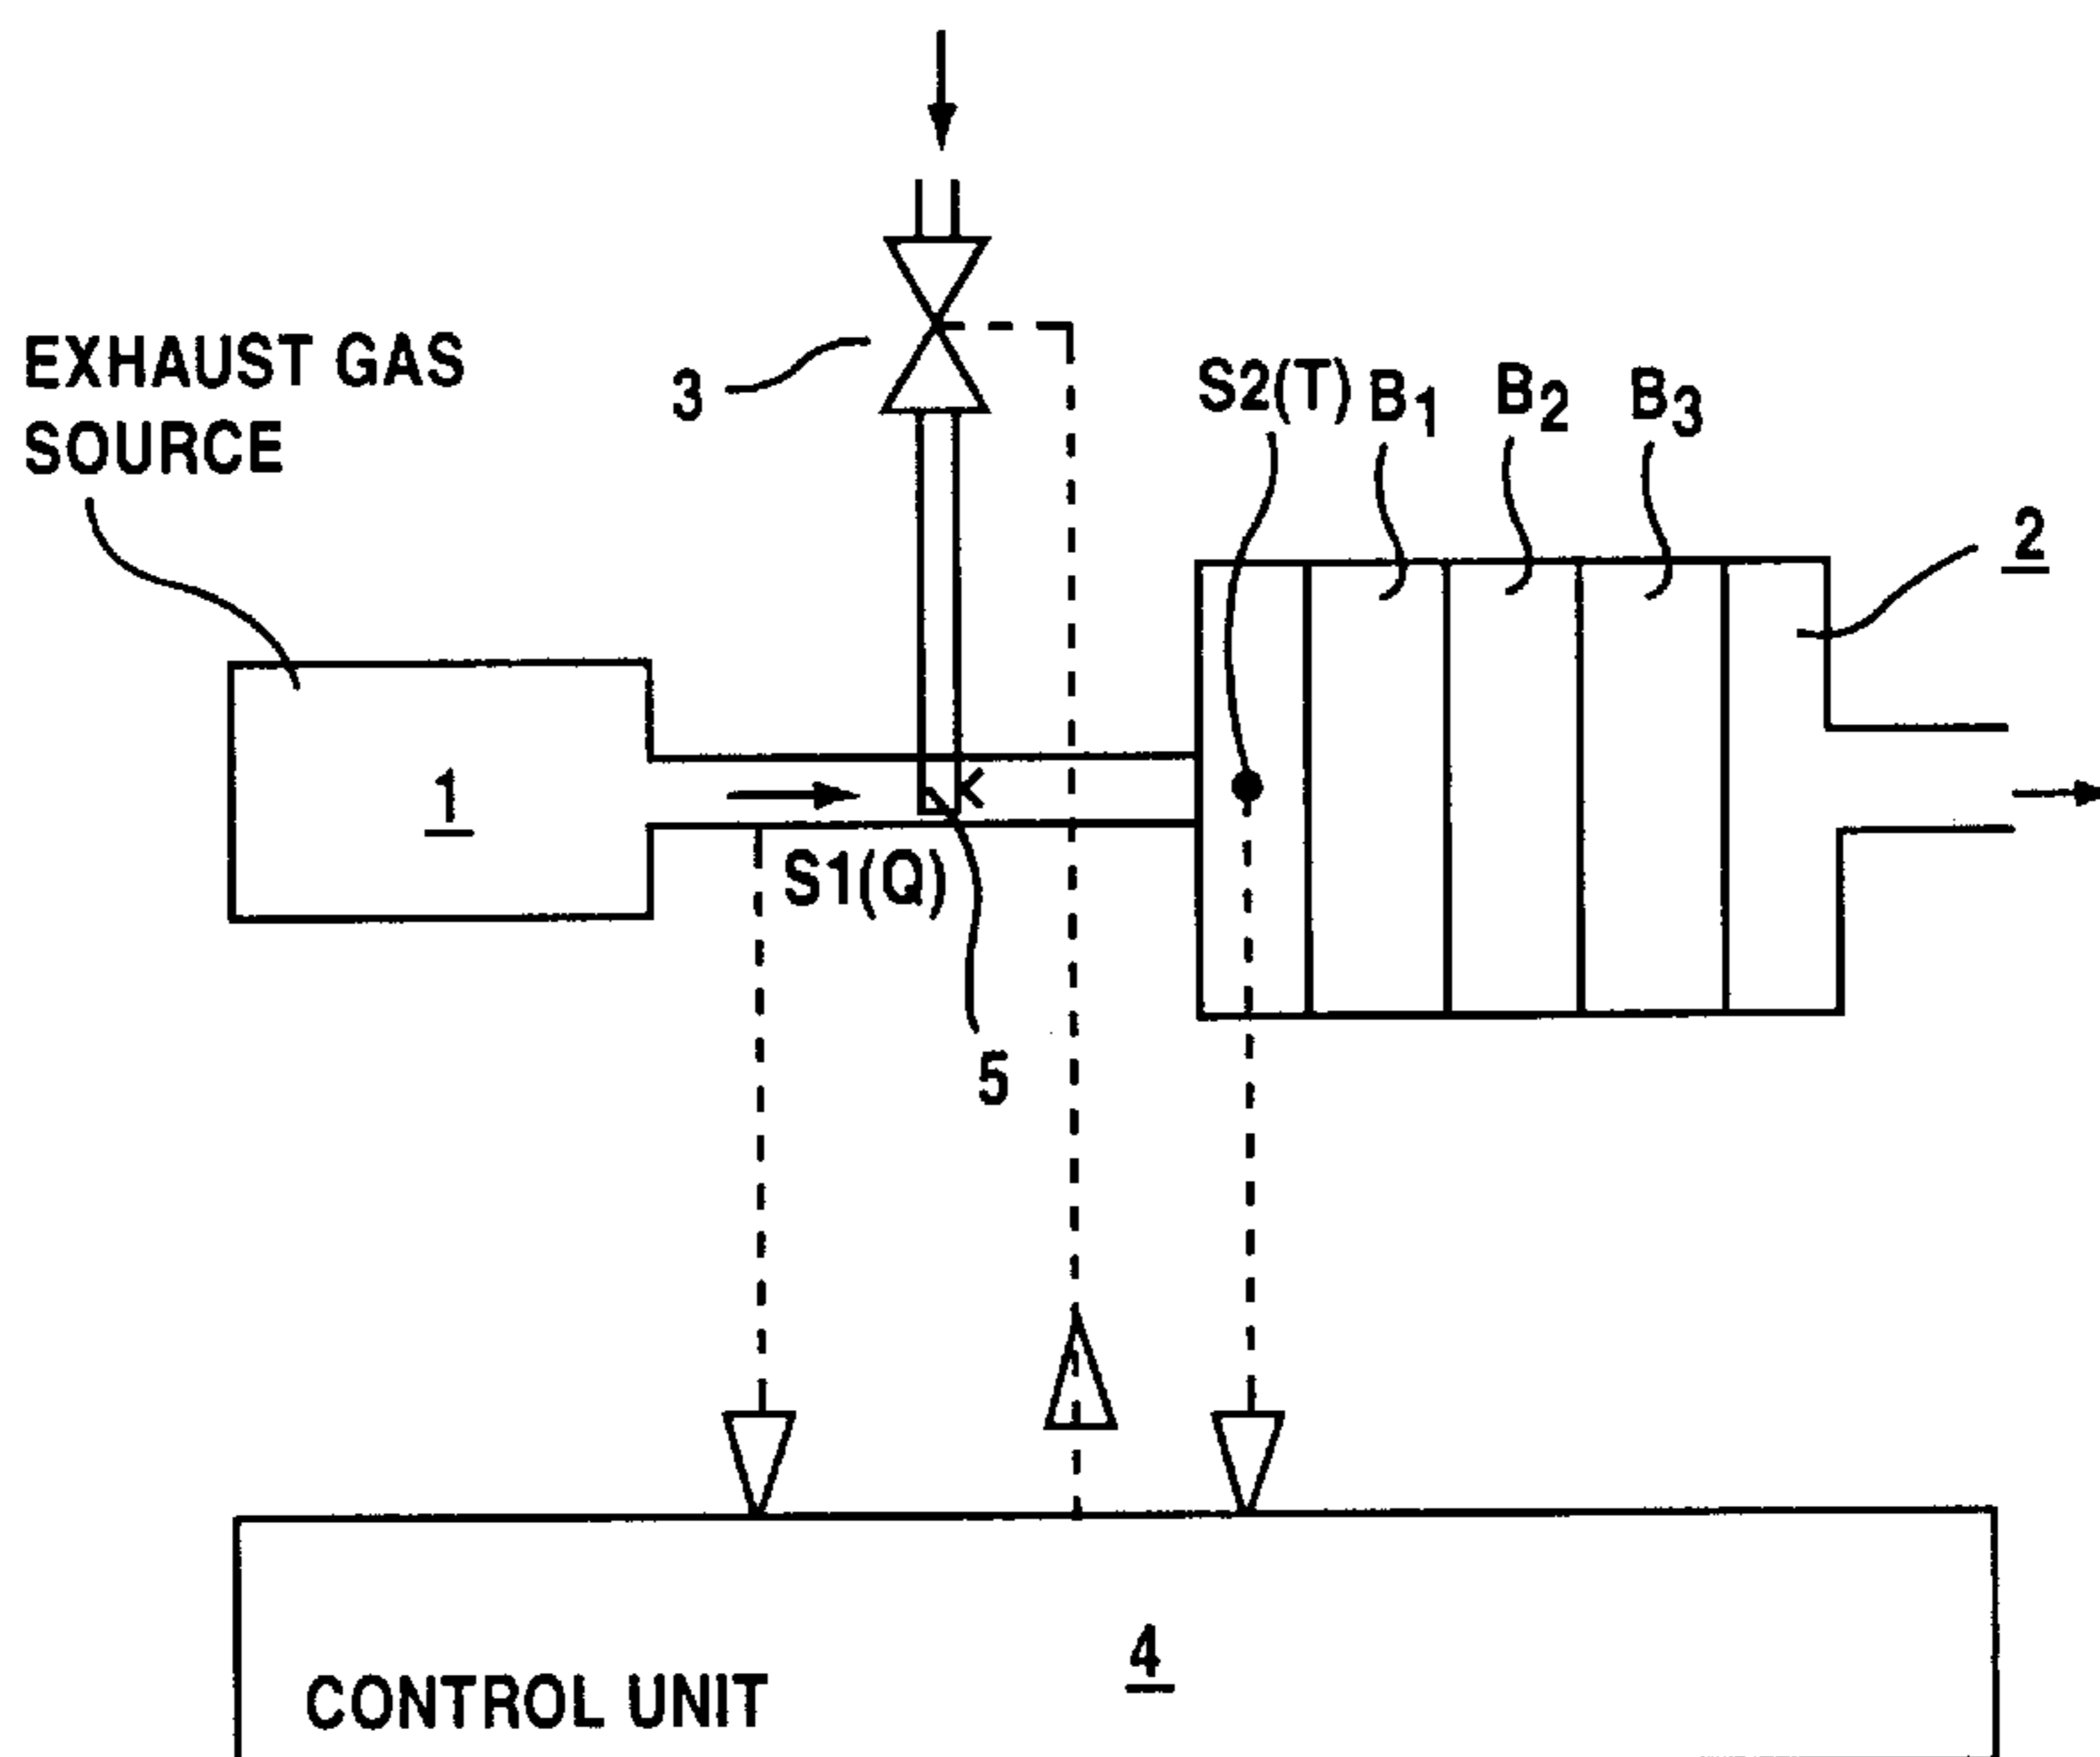 EXHAUST GAS
SOURCE
3
S2(T)
B1
B2
B3
2
1
S1(Q)
5
4
CONTROL UNIT